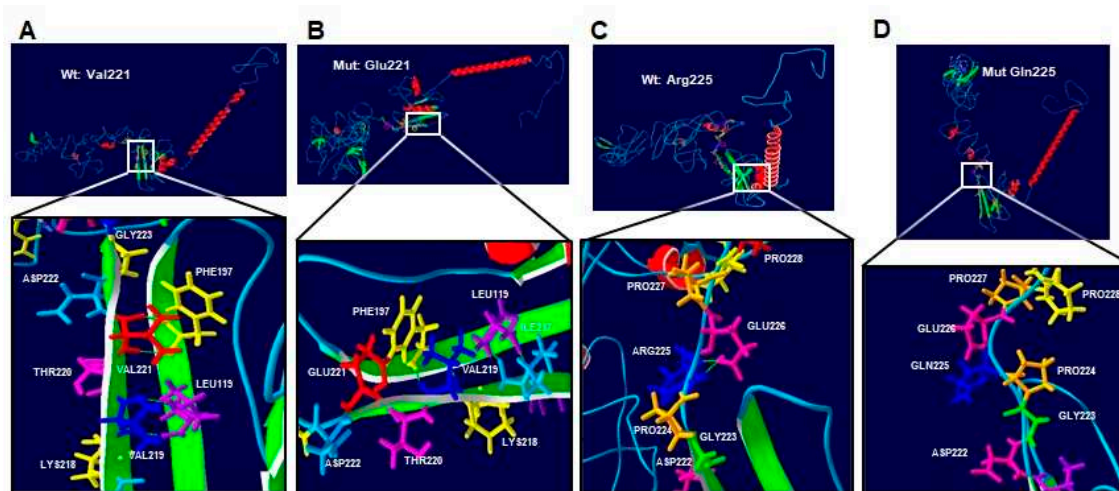 A
B
C
D
Wt: Val221
Mut: Glu221
Wt: Arg225
Mut Gln225
GLY223
ASP222
PHE197
THR220
VAL221
LEU119
LYS218
VAL219
LEU119
PHE197
ILE217
GLU221
VAL219
LYS218
ASP222
THR220
PRO228
PRO227
GLU226
ARG225
PRO224
GLY223
ASP222
PRO227
PRO228
GLU226
GLN225
PRO224
GLY223
ASP222